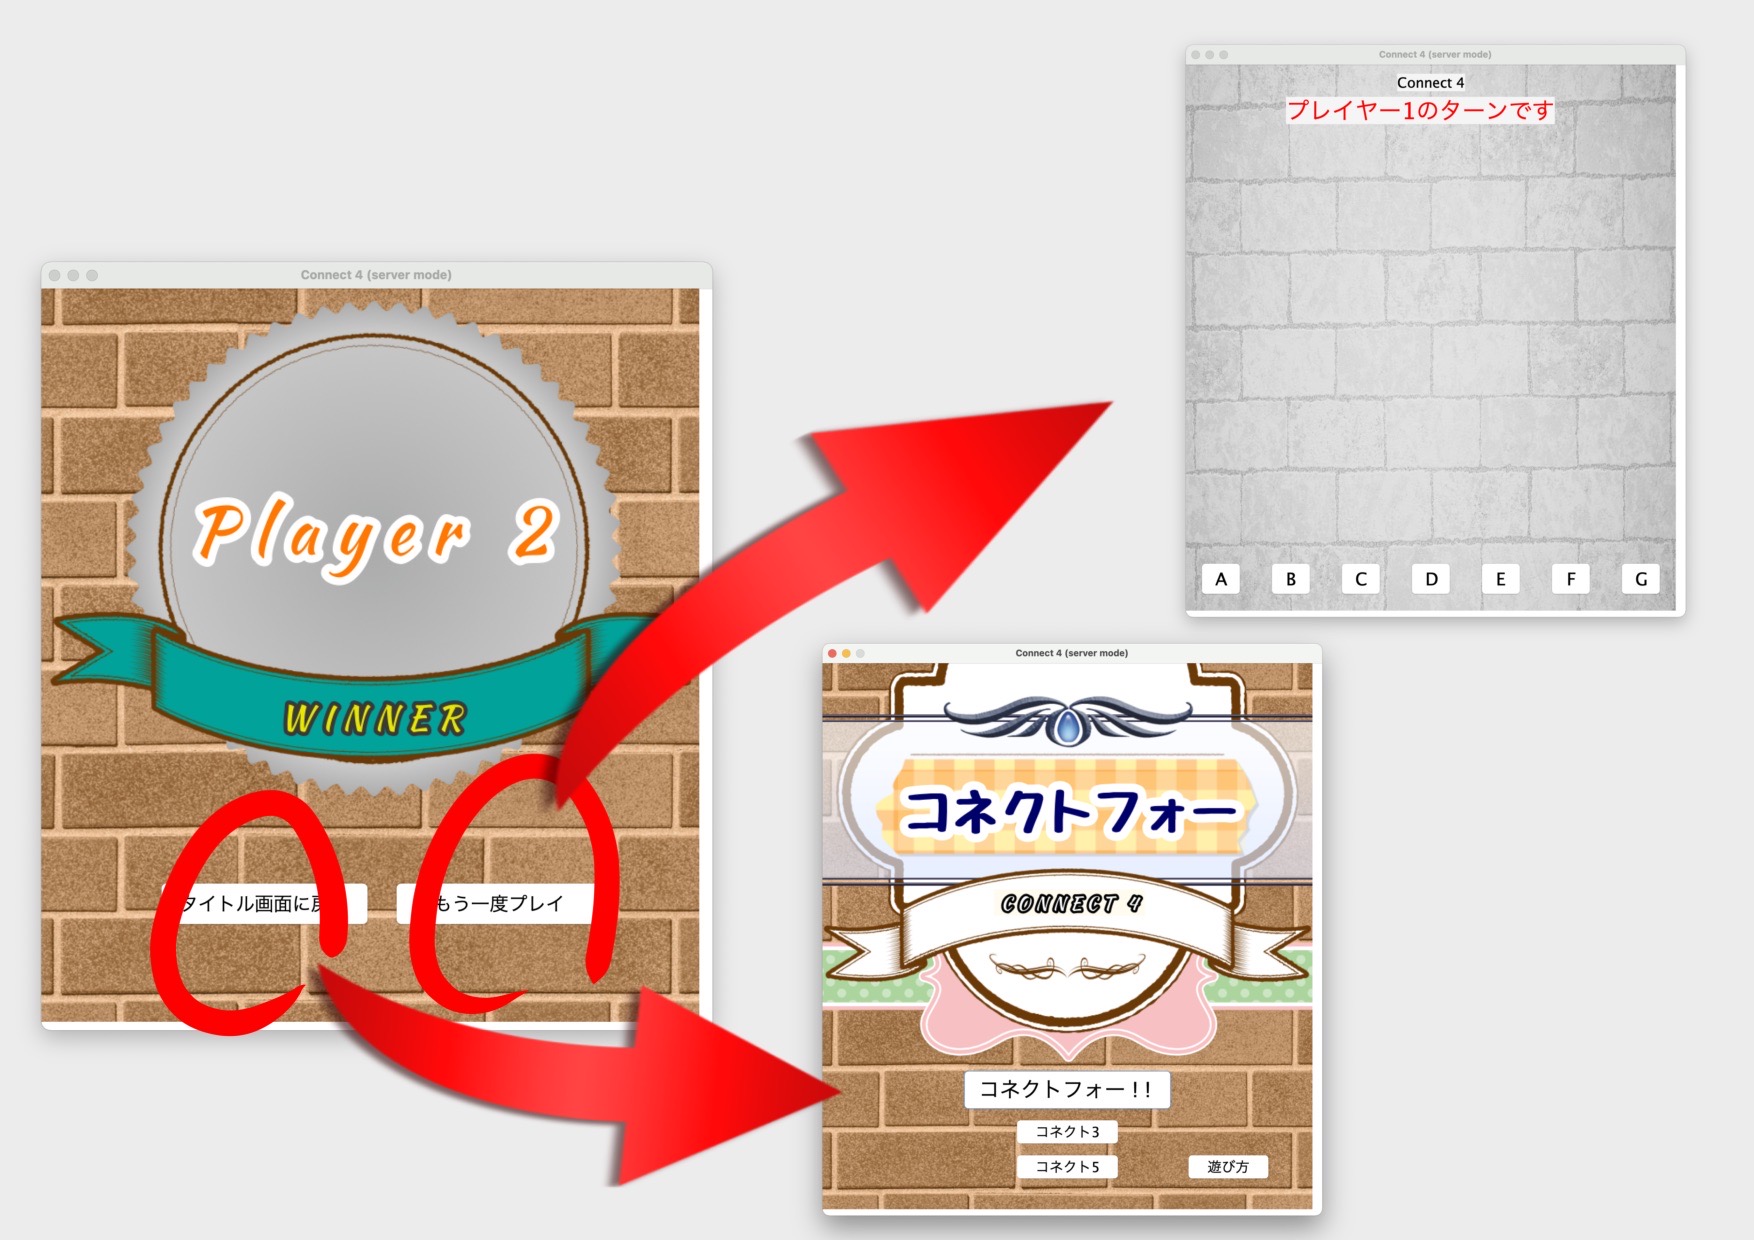 Connect 4 (server mode)
Player 2
WINNER
タイトル画面に戻
もう一度プレイ
Connect 4 (server mode)
Connect 4
プレイヤー1のターンです
A B C D E F G
Connect 4 (server mode)
コネクトフォー
CONNECT 4
コネクトフォー！！
コネクト3
コネクト5
遊び方